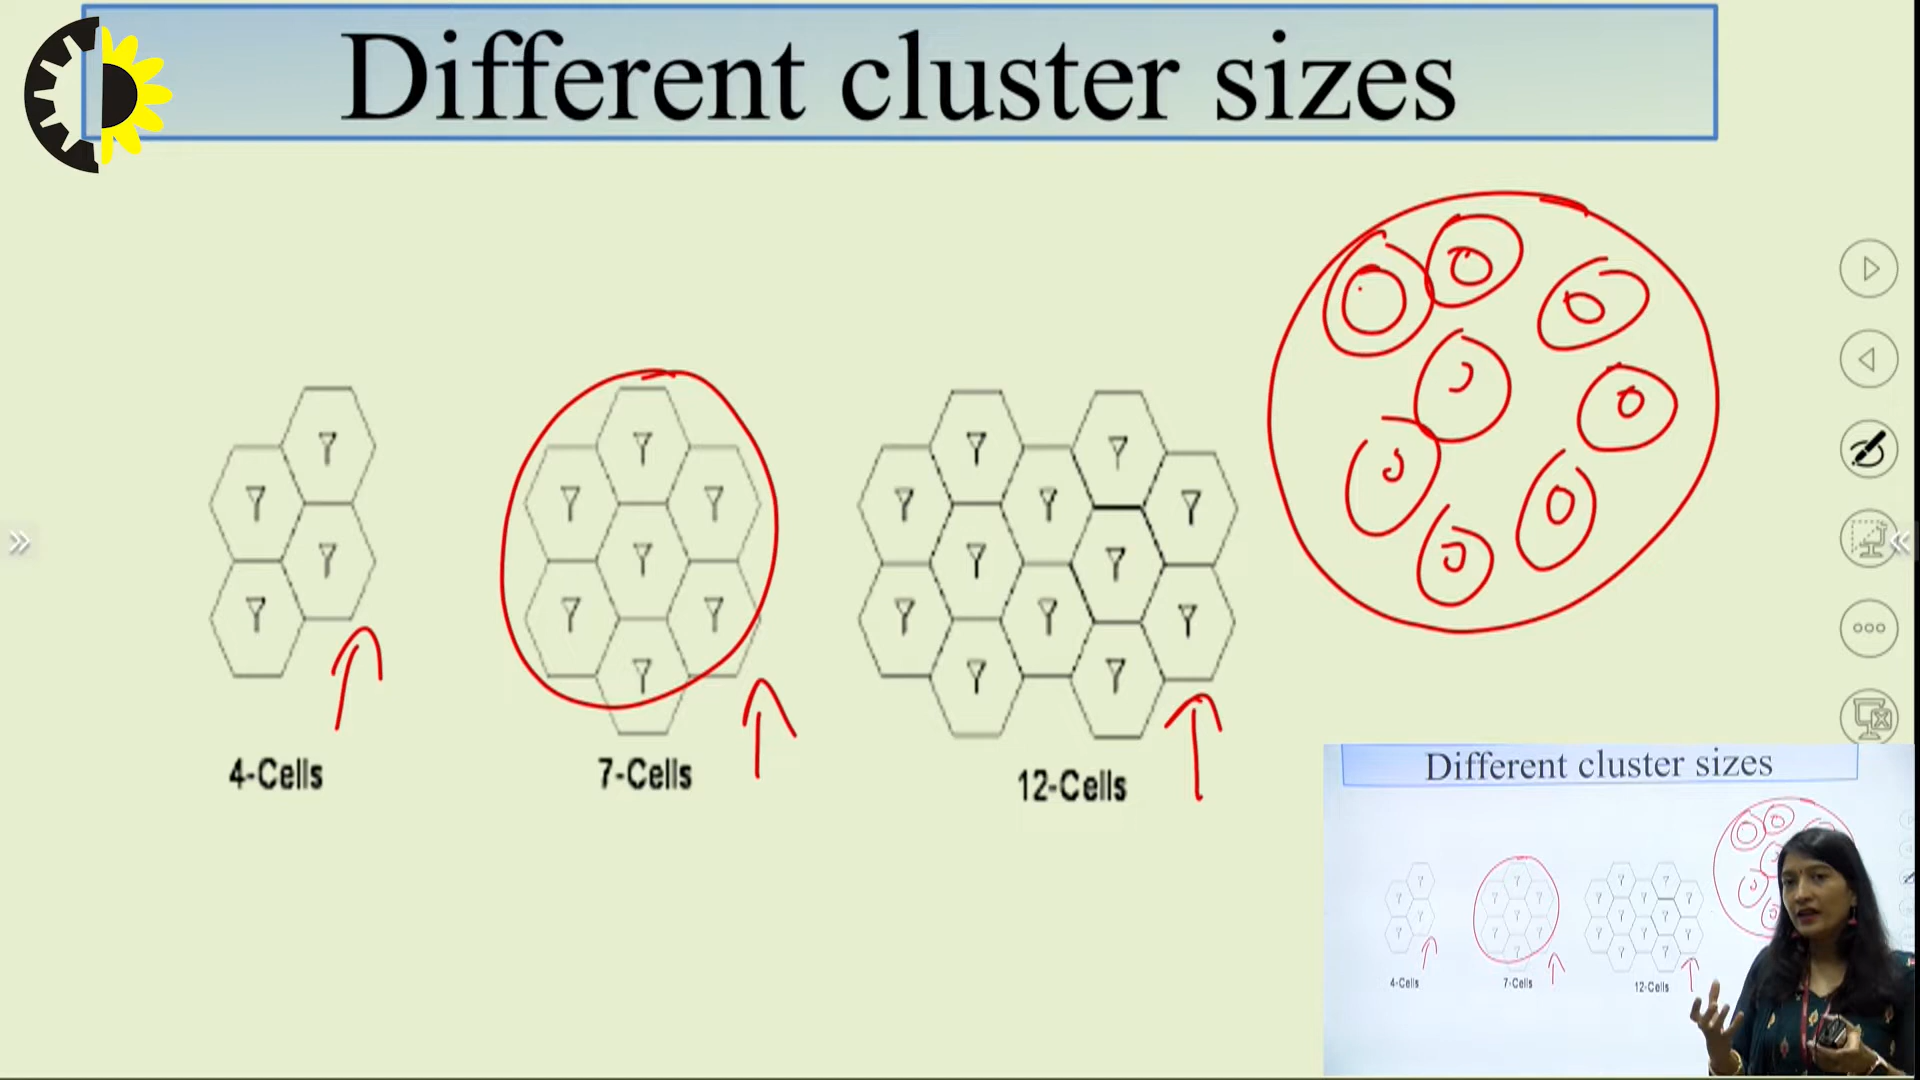 Different cluster sizes
4-Cells
7-Cells
12-Cells
Different cluster sizes
4-Cells
7-Cells
12-Cells